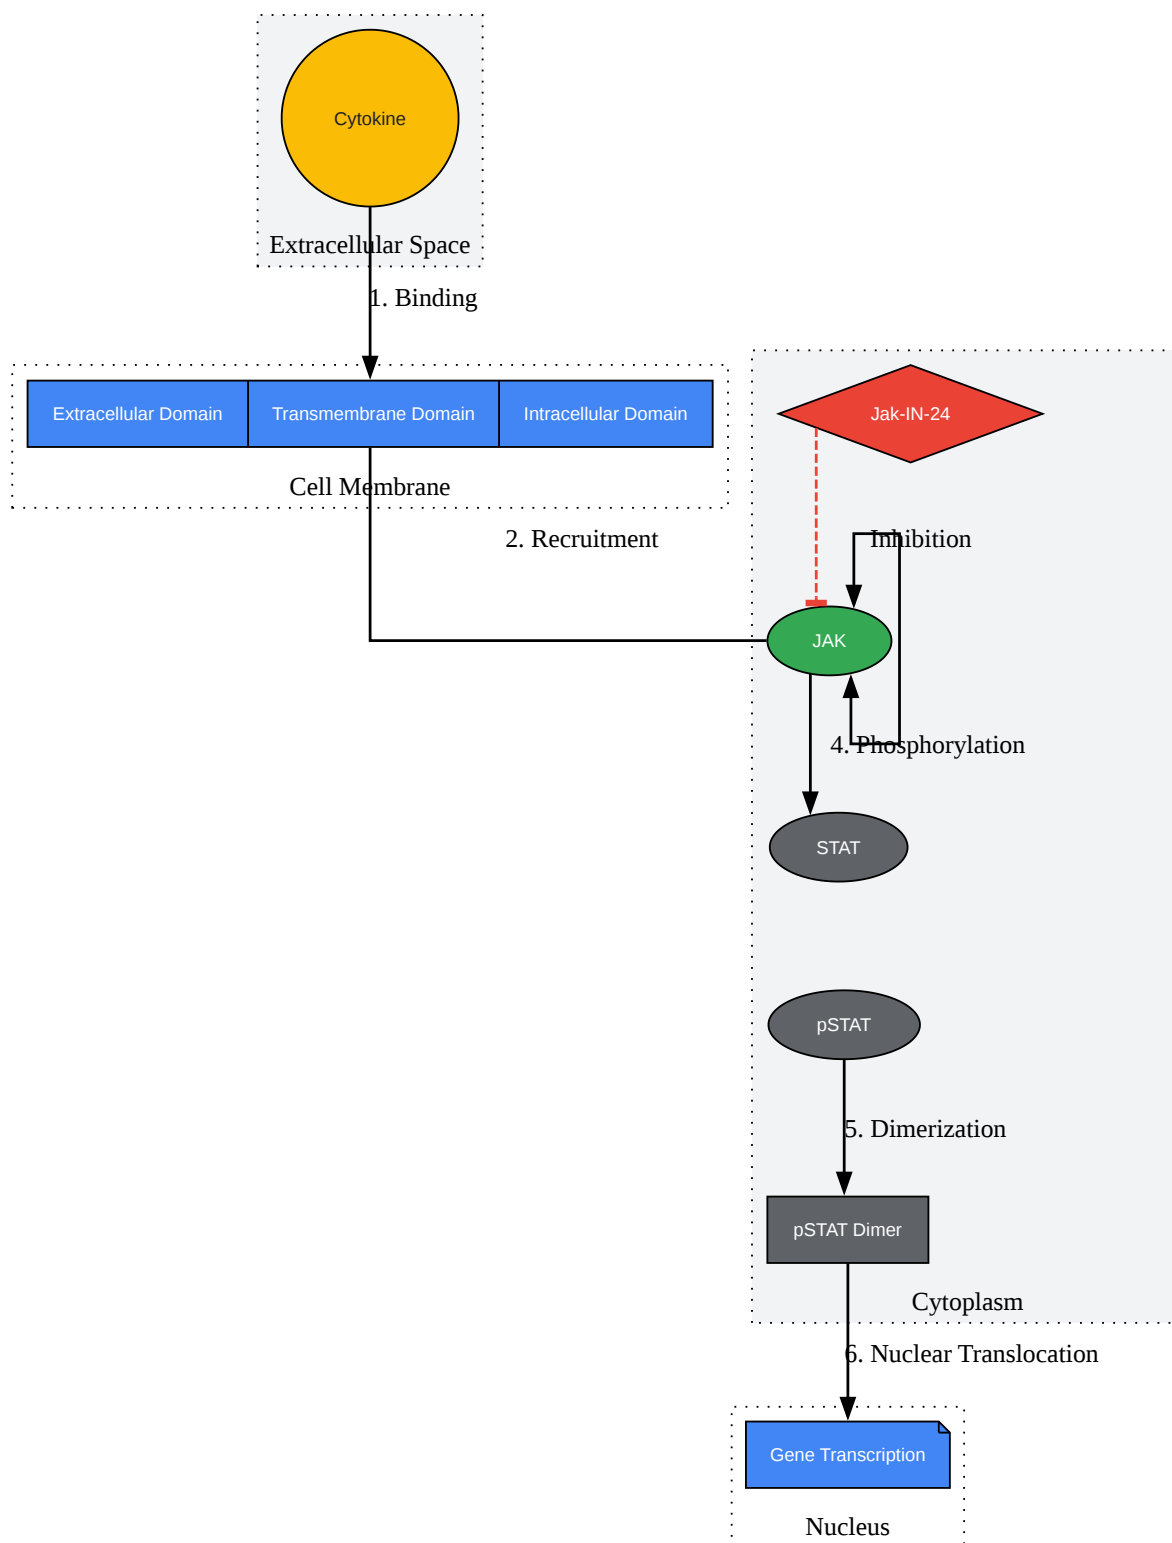 Cytokine
Extracellular Space
1. Binding
Extracellular Domain
Transmembrane Domain
Intracellular Domain
Jak-IN-24
Cell Membrane
2. Recruitment
Inhibition
JAK
4. Phosphorylation
STAT
pSTAT
5. Dimerization
pSTAT Dimer
Cytoplasm
6. Nuclear Translocation
Gene Transcription
Nucleus